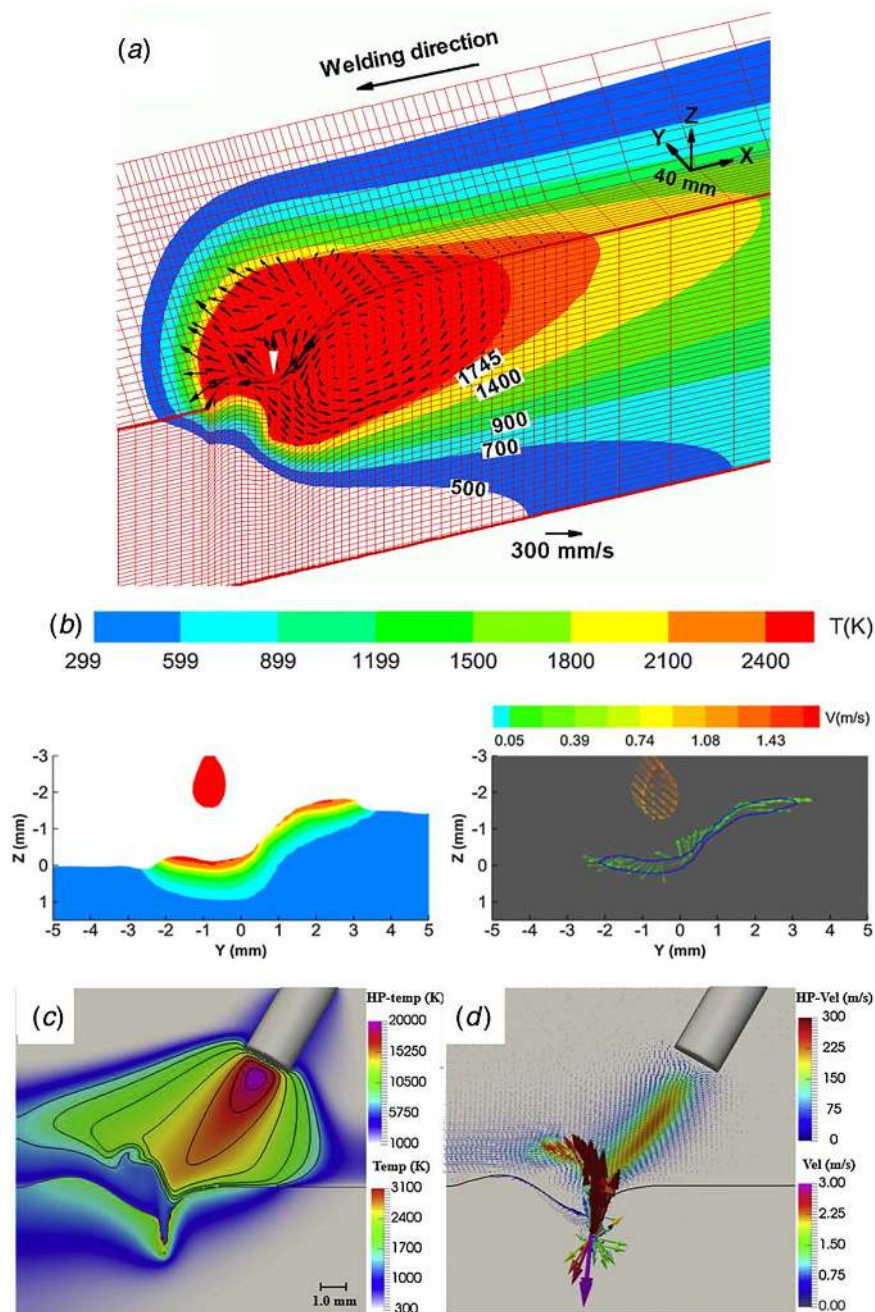 (a)
Welding direction
Z
Y
X
40 mm
1745
1400
900
700
500
300 mm/s
(b)
T(K)
299 599 899 1199 1500 1800 2100 2400
V(m/s)
0.05 0.39 0.74 1.08 1.43
-3
-2
-1
0
1
Z (mm)
-5 -4 -3 -2 -1 0 1 2 3 4 5
Y (mm)
-3
-2
-1
0
1
Z (mm)
-5 -4 -3 -2 -1 0 1 2 3 4 5
Y (mm)
(c)
HP-temp (K)
20000
15250
10500
5750
1000
Temp (K)
3100
2400
1700
1000
300
1.0 mm
(d)
HP-Vel (m/s)
300
225
150
75
0
Vel (m/s)
3.00
2.25
1.50
0.75
0.00